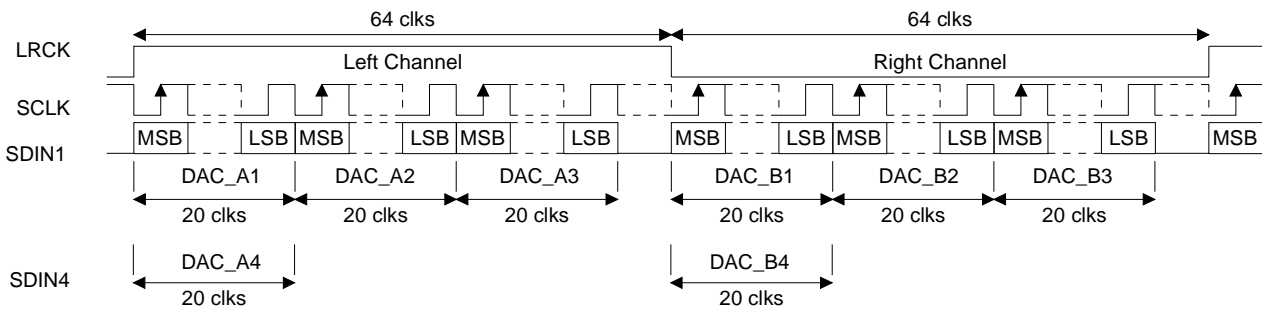 64 clks 64 clks
LRCK Left Channel Right Channel
SCLK
SDIN1 MSB LSB MSB LSB MSB LSB MSB LSB MSB LSB MSB LSB MSB
DAC_A1 DAC_A2 DAC_A3 DAC_B1 DAC_B2 DAC_B3
20 clks 20 clks 20 clks 20 clks 20 clks 20 clks
DAC_A4 DAC_B4
SDIN4
20 clks 20 clks